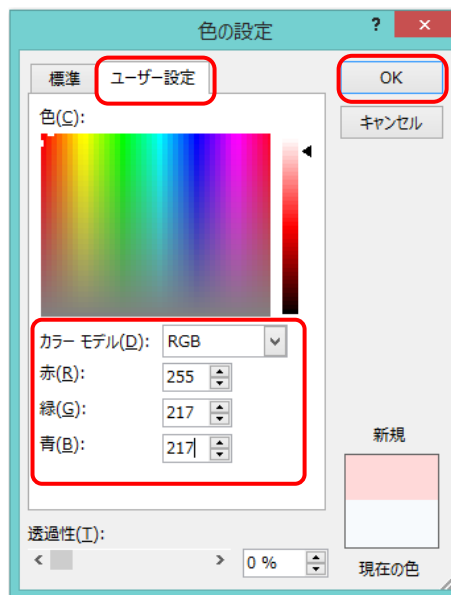 色の設定
? ×
標準 ユーザー設定
OK
色(C):
キャンセル
カラー モデル(D): RGB
赤(R): 255
緑(G): 217
青(B): 217
新規
透過性(T):
0 %
現在の色